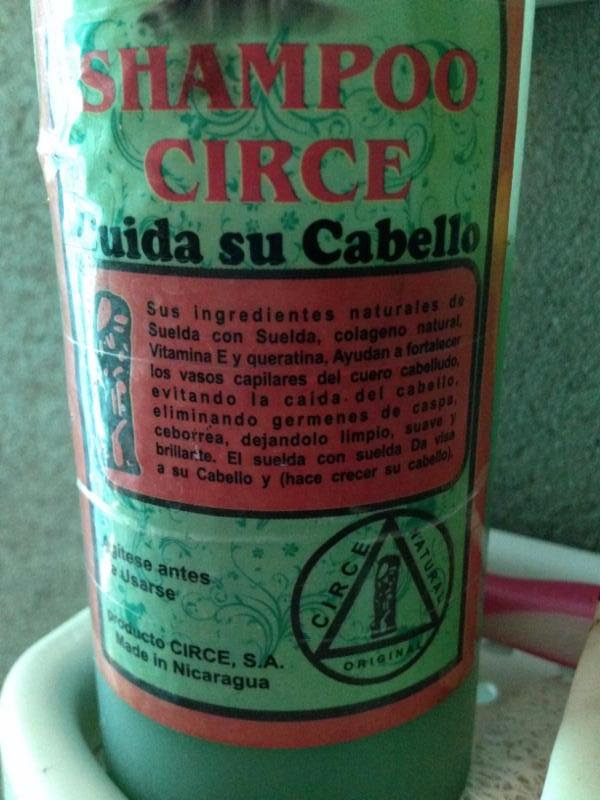 SHAMPOO
CIRCE
Cuida su Cabello
Sus ingredientes naturales de
Suelda con Suelda, colageno natural,
Vitamina E y queratina, Ayudan a fortalecer
los vasos capilares del cuero cabelludo,
evitando la caida del cabello,
eliminando germenes de caspa,
ceborrea, dejandolo limpio, suave y
brillante. El suelda con suelda Da vida
a su Cabello y (hace crecer su cabello).
Agitese antes
de Usarse
producto CIRCE, S.A.
Made in Nicaragua
CIRCE
NATURAL
ORIGINAL